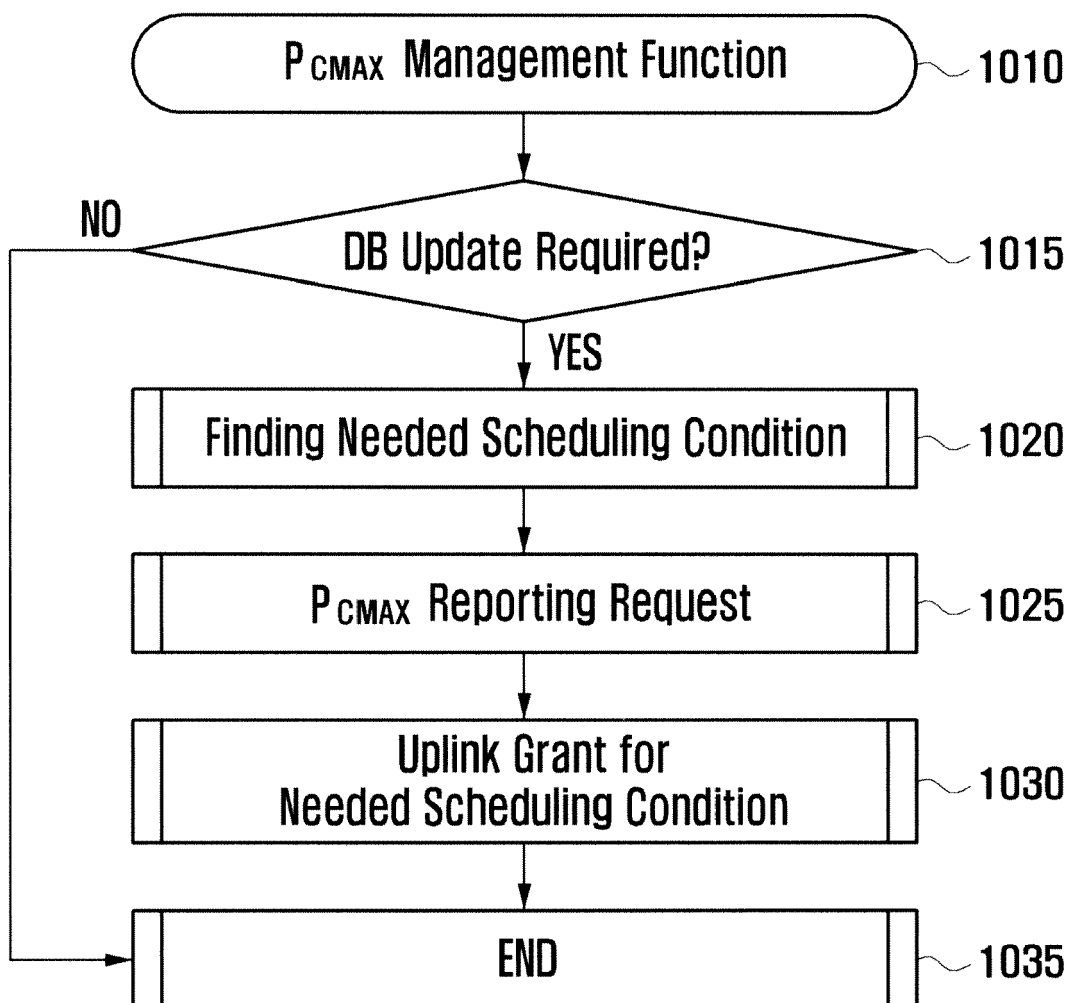 PCMAX Management Function
1010
NO
DB Update Required?
1015
YES
Finding Needed Scheduling Condition
1020
PCMAX Reporting Request
1025
Uplink Grant for
Needed Scheduling Condition
1030
END
1035